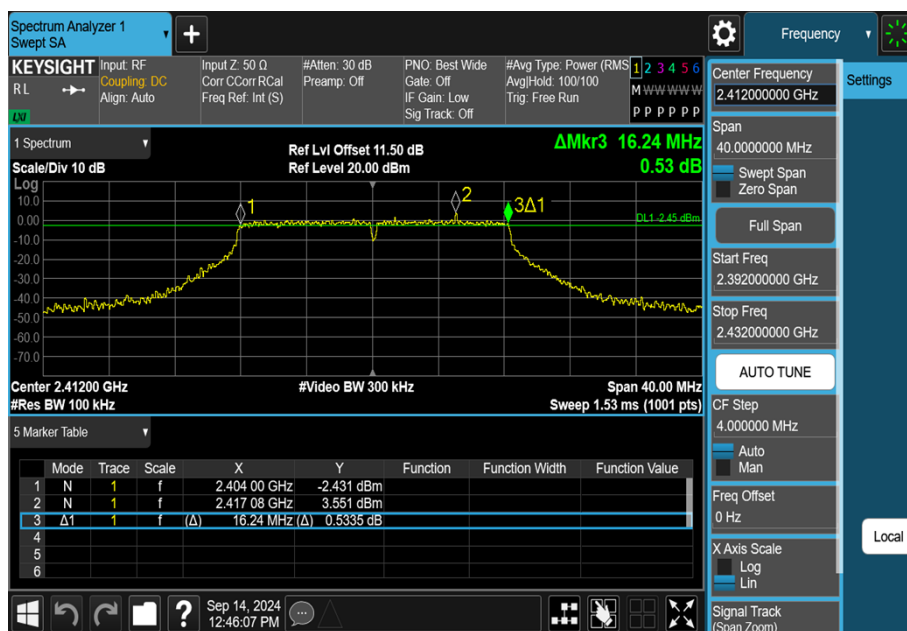 Spectrum Analyzer 1
Swept SA
+
Frequency
KEYSIGHT
RL
LXI
Input: RF
Coupling: DC
Align: Auto
Input Z: 50 Ω
Corr CCorr RCal
Freq Ref: Int (S)
#Atten: 30 dB
Preamp: Off
PNO: Best Wide
Gate: Off
IF Gain: Low
Sig Track: Off
#Avg Type: Power (RMS
Avg|Hold: 100/100
Trig: Free Run
1 2 3 4 5 6
M W W W W W
P P P P P P
1 Spectrum
Scale/Div 10 dB
Ref Lvl Offset 11.50 dB
Ref Level 20.00 dBm
ΔMkr3 16.24 MHz
0.53 dB
Log
10.0
0.00
-10.0
-20.0
-30.0
-40.0
-50.0
-60.0
-70.0
1
2
3Δ1
DL1 -2.45 dBm
Center 2.41200 GHz
#Video BW 300 kHz
Span 40.00 MHz
#Res BW 100 kHz
Sweep 1.53 ms (1001 pts)
5 Marker Table
Mode Trace Scale X Y Function Function Width Function Value
1 N 1 f 2.404 00 GHz -2.431 dBm
2 N 1 f 2.417 08 GHz 3.551 dBm
3 Δ1 1 f (Δ) 16.24 MHz (Δ) 0.5335 dB
4
5
6
Sep 14, 2024
12:46:07 PM
?
Center Frequency
2.412000000 GHz
Span
40.0000000 MHz
Swept Span
Zero Span
Full Span
Start Freq
2.392000000 GHz
Stop Freq
2.432000000 GHz
AUTO TUNE
CF Step
4.000000 MHz
Auto
Man
Freq Offset
0 Hz
X Axis Scale
Log
Lin
Signal Track
(Span Zoom)
Settings
Local